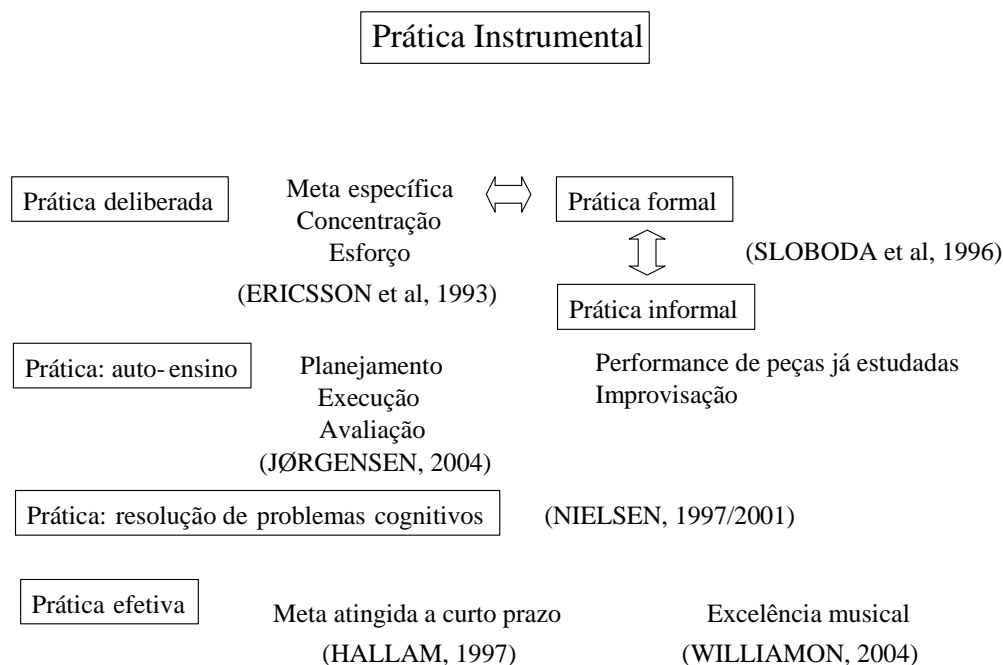 Prática Instrumental
Prática deliberada
Meta específica
Concentração
Esforço
(ERICSSON et al, 1993)
Prática formal
(SLOBODA et al, 1996)
Prática informal
Performance de peças já estudadas
Improvisação
Prática: auto-ensino
Planejamento
Execução
Avaliação
(JØRGENSEN, 2004)
Prática: resolução de problemas cognitivos
(NIELSEN, 1997/2001)
Prática efetiva
Meta atingida a curto prazo
(HALLAM, 1997)
Excelência musical
(WILLIAMON, 2004)